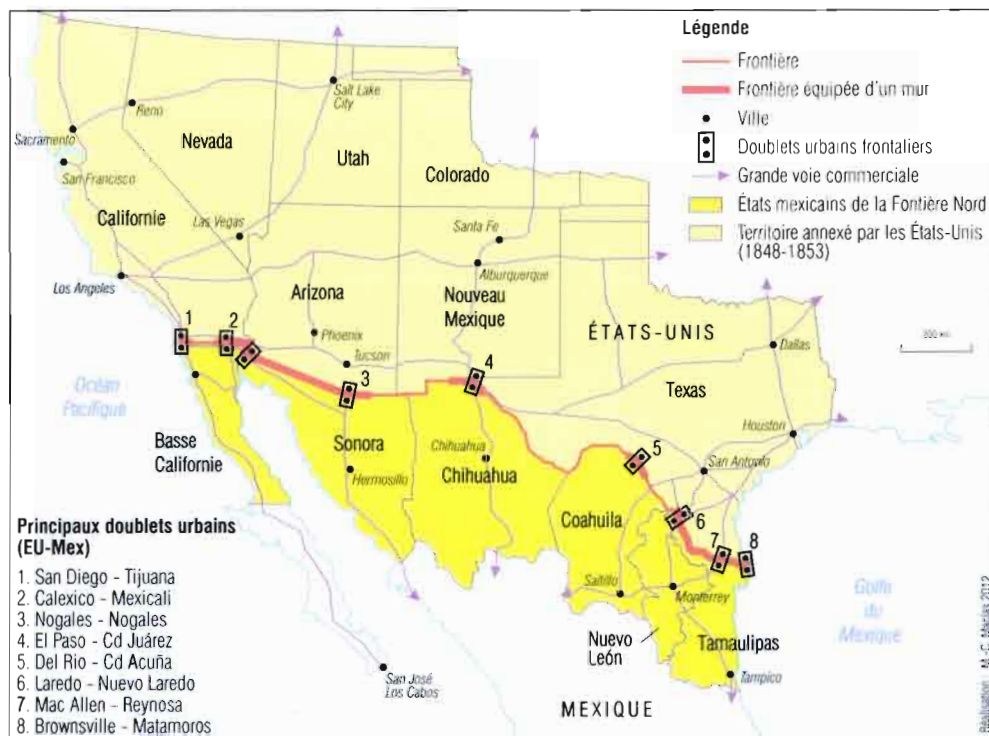 Légende
Frontière
Frontière équipée d'un mur
Ville
Doublets urbains frontaliers
Grande voie commerciale
États mexicains de la Fontière Nord
Territoire annexé par les États-Unis
(1848-1853)
Salt Lake
City
Reno
Sacramento
Nevada
Utah
San Francisco
Colorado
Californie
Las Vegas
Santa Fe
Alburquerque
Los Angeles
Arizona
Nouveau
Mexique
ÉTATS-UNIS
800 km
1
2
Phoenix
Tucson
4
Dallas
Océan
Pacifique
3
Texas
Houston
Basse
Californie
Sonora
Chihuahua
Chihuahua
5
San Antonio
Hermosillo
Coahuila
6
7
8
Principaux doublets urbains
(EU-Mex)
1. San Diego - Tijuana
2. Calexico - Mexicali
3. Nogales - Nogales
4. El Paso - Cd Juárez
5. Del Rio - Cd Acuña
6. Laredo - Nuevo Laredo
7. Mac Allen - Reynosa
8. Brownsville - Matamoros
Saltillo
Monterrey
Golfe
du
Mexique
Nuevo
León
Tamaulipas
San José
Los Cabos
Tampico
MEXIQUE
Réalisation : M.-C. Macias 2012